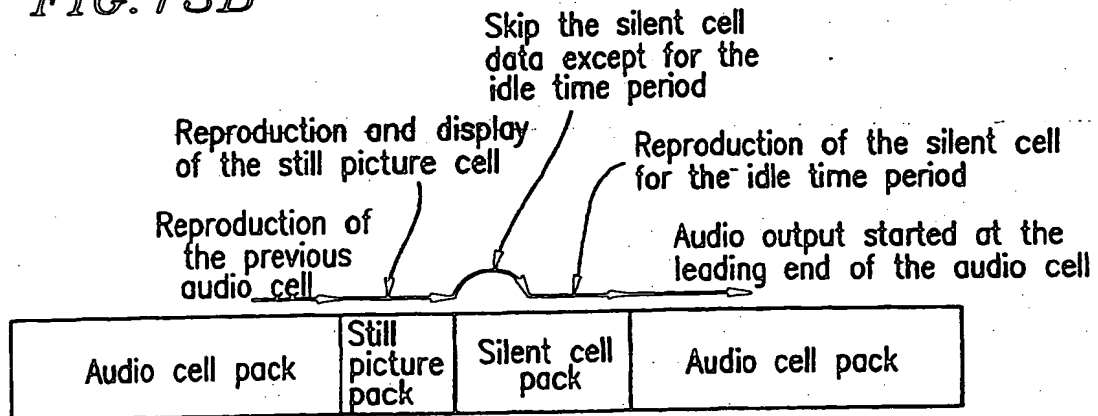 FIG. 75B
Skip the silent cell
data except for the
idle time period
Reproduction and display
of the still picture cell
Reproduction of the silent cell
for the idle time period
Reproduction of
the previous
audio cell
Audio output started at the
leading end of the audio cell
Audio cell pack
Still
picture
pack
Silent cell
pack
Audio cell pack